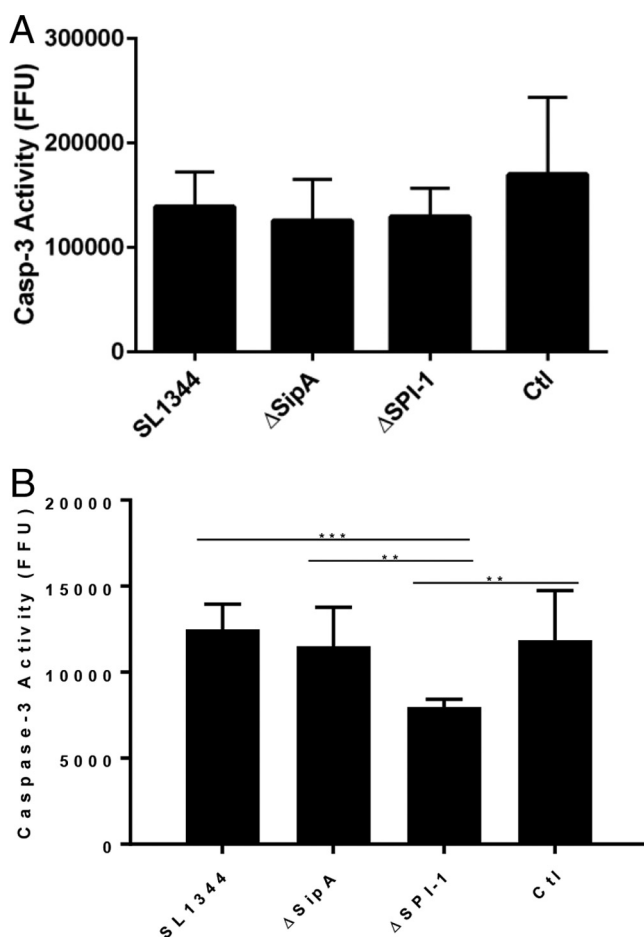 A
Casp-3 Activity (FFU)
300000
200000
100000
0
SL1344
ΔSipA
ΔSPI-1
Ctl
B
Caspase-3 Activity (FFU)
20000
15000
10000
5000
0
***
**
**
SL1344
ΔSipA
ΔSPI-1
Ctl